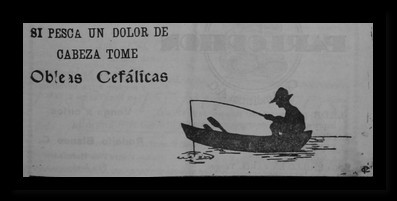 SI PESCA UN DOLOR DE
CABEZA TOME
Obleas Cefálicas